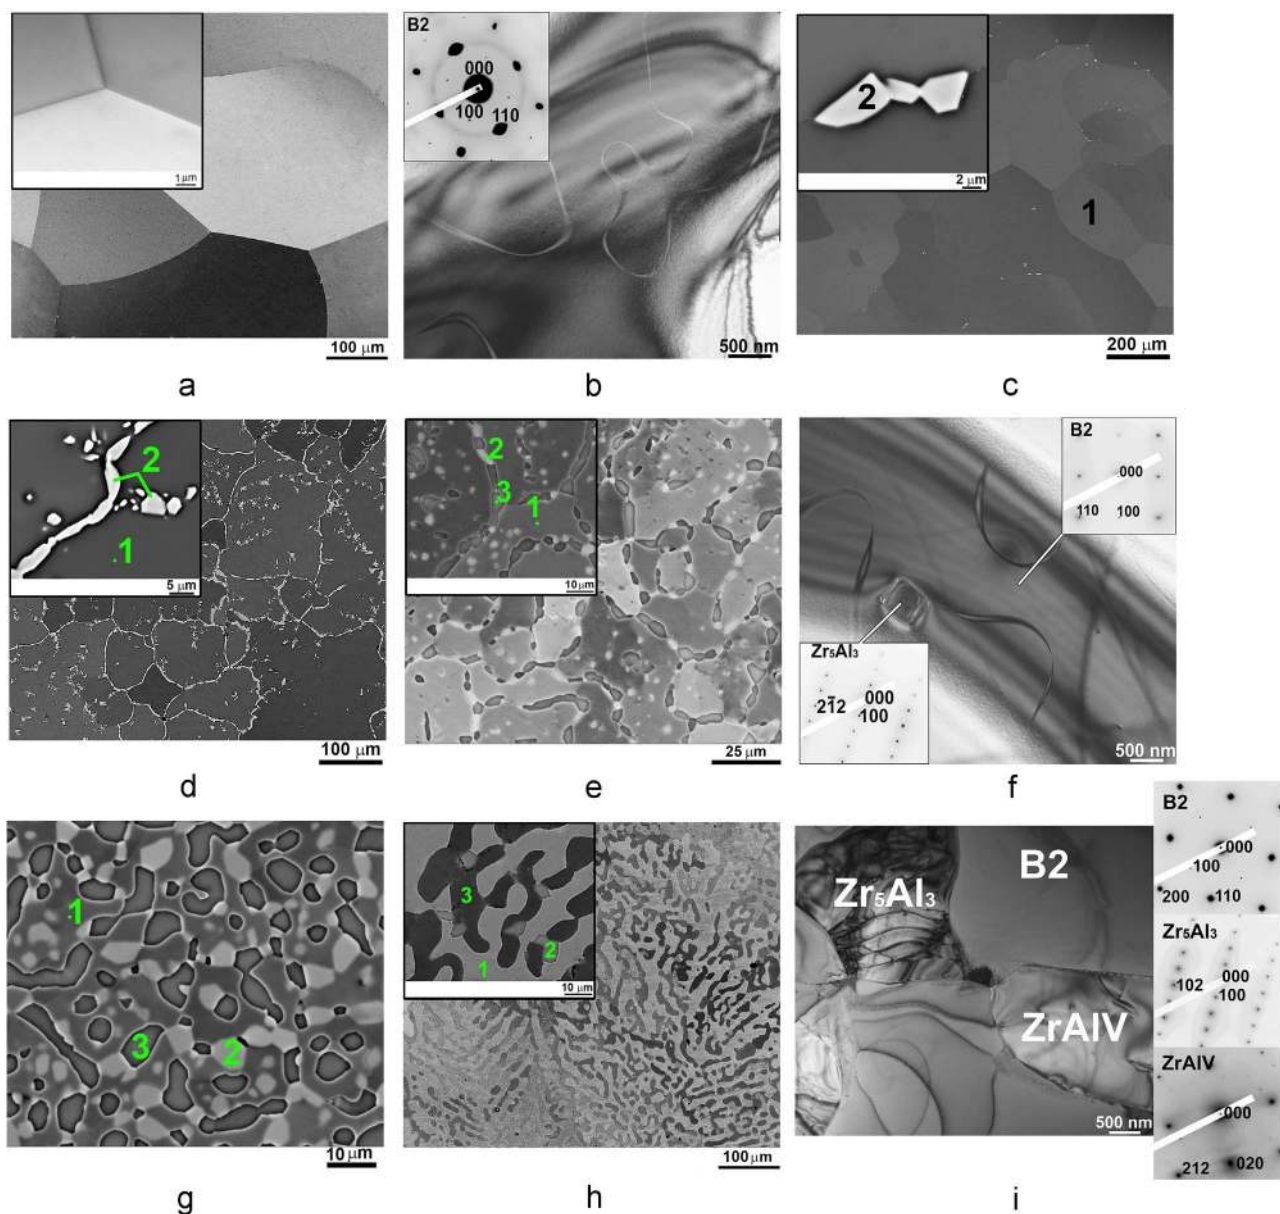 1 μm
100 μm
a
B2
000
100
110
500 nm
b
2
2 μm
1
200 μm
c
2
1
5 μm
100 μm
d
2
3
1
10 μm
25 μm
e
B2
000
110 100
Zr₅Al₃
000
21̄2
100
500 nm
f
1
3
2
10 μm
g
3
2
1
10 μm
100 μm
h
Zr₅Al₃
B2
ZrAlV
500 nm
B2
000
100
200 110
Zr₅Al₃
000
102
100
ZrAlV
000
212 020
i